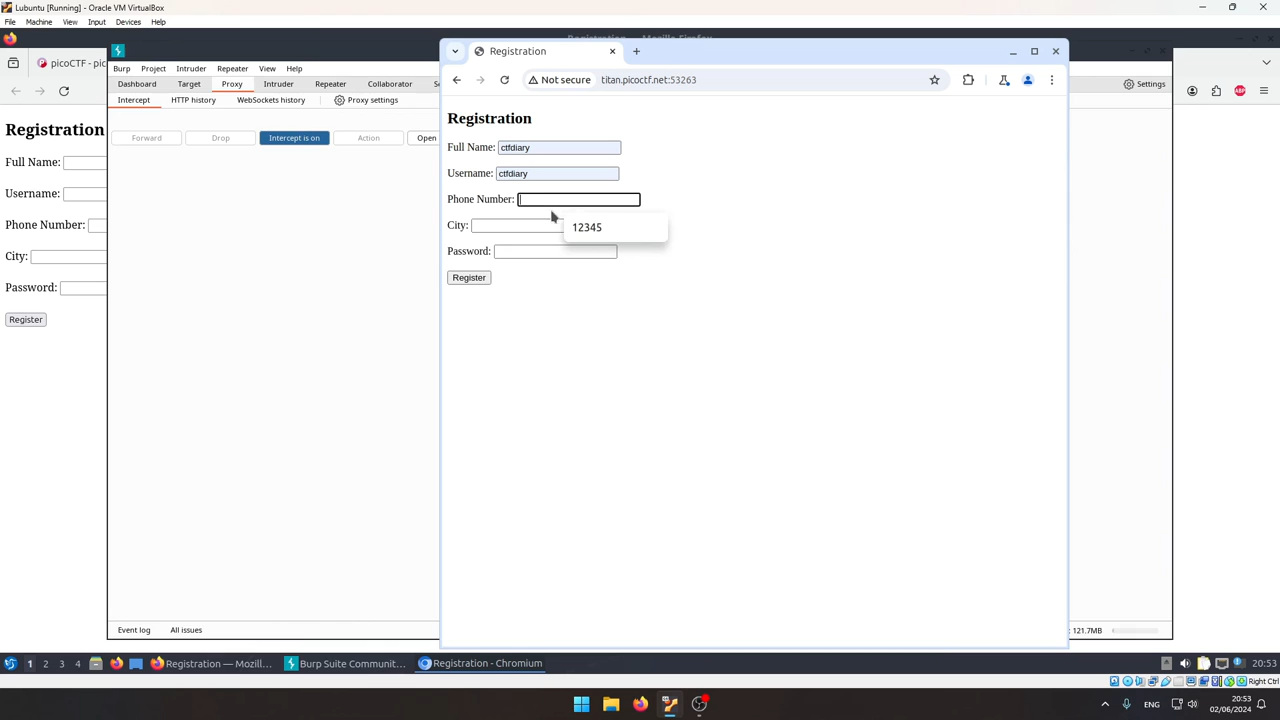 Lubuntu [Running] - Oracle VM VirtualBox
File Machine View Input Devices Help
picoCTF - pic
Registration
Full Name:
Username:
Phone Number:
City:
Password:
Register
Burp Project Intruder Repeater View Help
Dashboard Target Proxy Intruder Repeater Collaborator
Settings
Intercept HTTP history WebSockets history Proxy settings
Forward Drop Intercept is on Action Open
Event log All issues
: 121.7MB
Registration
Not secure titan.picoctf.net:53263
Registration
Full Name: ctfdiary
Username: ctfdiary
Phone Number:
12345
City:
Password:
Register
ABP
1 2 3 4 Registration — Mozill... Burp Suite Communit... Registration - Chromium 20:53
Right Ctrl
ENG 20:53
02/06/2024